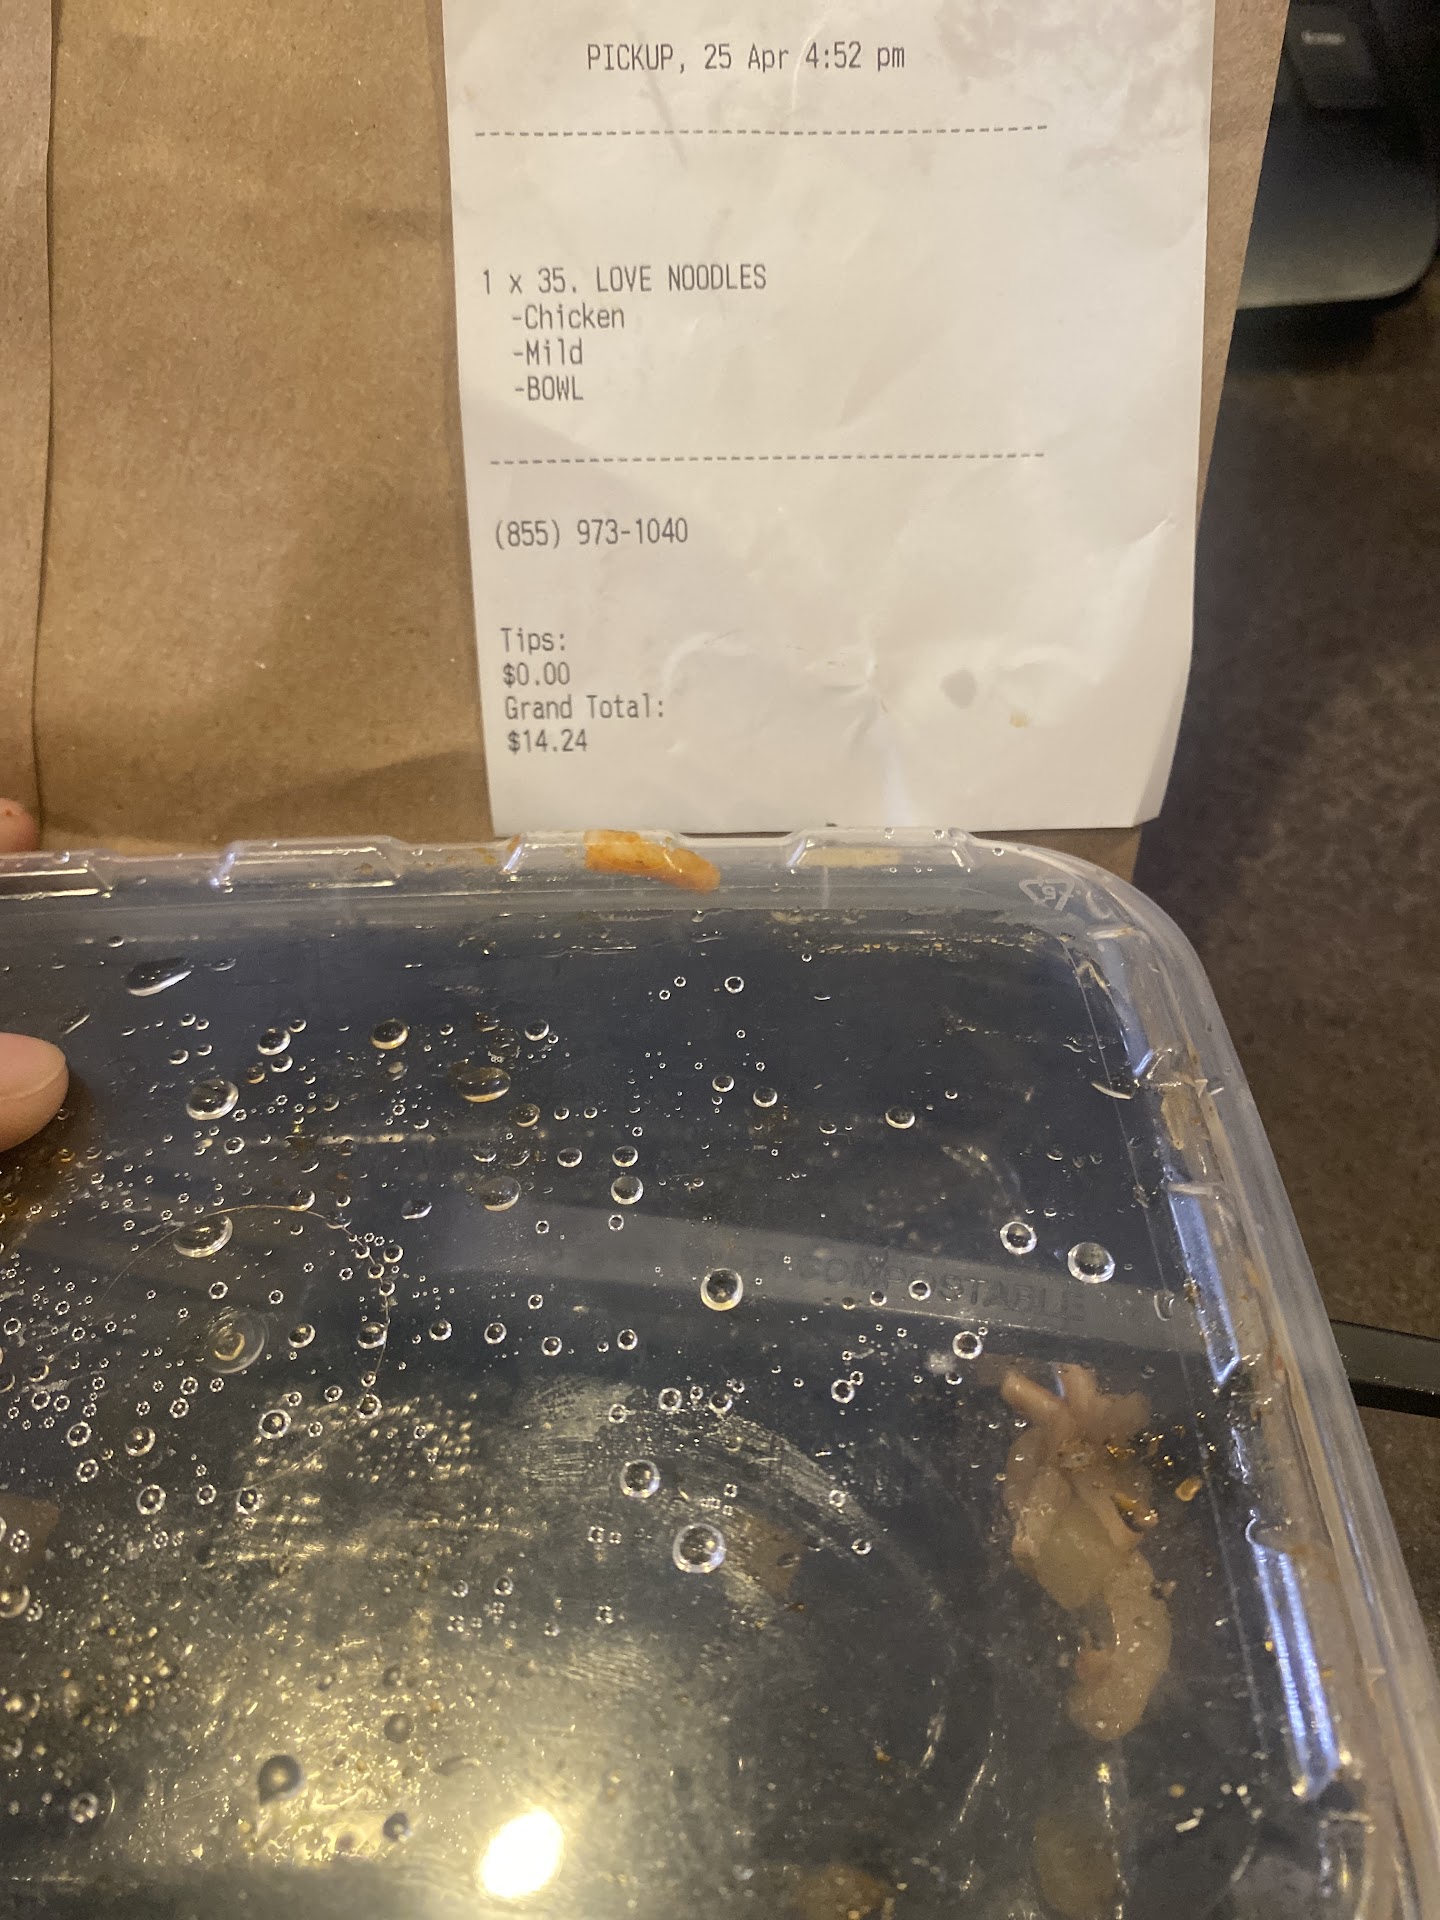 PICKUP, 25 Apr 4:52 pm
1 x 35. LOVE NOODLES
-Chicken
-Mild
-BOWL
(855) 973-1040
Tips:
$0.00
Grand Total:
$14.24
COMPOSTABLE